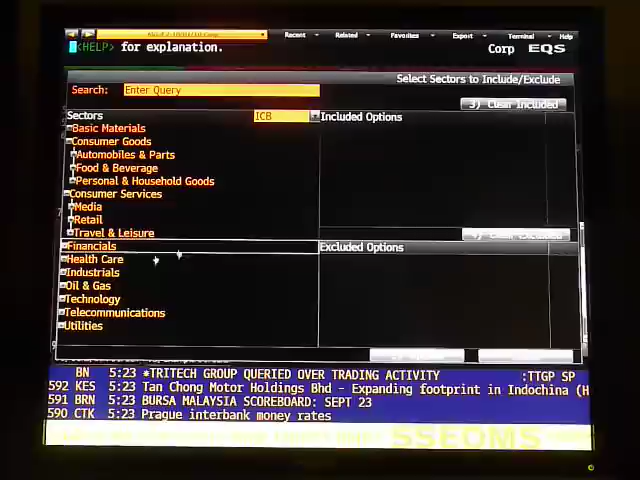 Recent Related Favorites Export Terminal Help
<HELP> for explanation. Corp EQS
Select Sectors to Include/Exclude
Search: Enter Query
3) Clear Included
Sectors ICB Included Options
Basic Materials
Consumer Goods
Automobiles & Parts
Food & Beverage
Personal & Household Goods
Consumer Services
Media
Retail
Travel & Leisure
Clear Excluded
Financials Excluded Options
Health Care
Industrials
Oil & Gas
Technology
Telecommunications
Utilities
BN 5:23 *TRITECH GROUP QUERIED OVER TRADING ACTIVITY :TTGP SP
592 KES 5:23 Tan Chong Motor Holdings Bhd - Expanding footprint in Indochina (H
591 BRN 5:23 BURSA MALAYSIA SCOREBOARD: SEPT 23
590 CTK 5:23 Prague interbank money rates